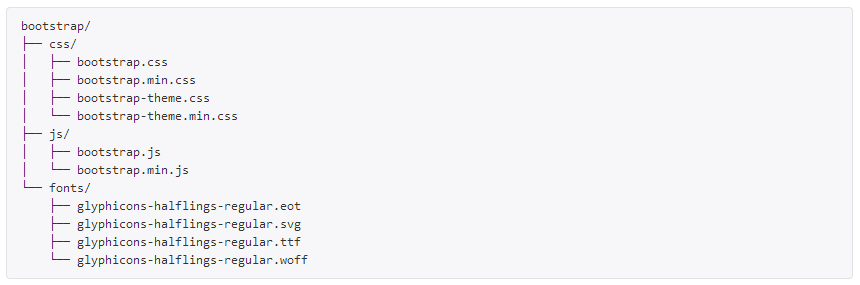 bootstrap/
├── css/
│   ├── bootstrap.css
│   ├── bootstrap.min.css
│   ├── bootstrap-theme.css
│   └── bootstrap-theme.min.css
├── js/
│   ├── bootstrap.js
│   └── bootstrap.min.js
└── fonts/
    ├── glyphicons-halflings-regular.eot
    ├── glyphicons-halflings-regular.svg
    ├── glyphicons-halflings-regular.ttf
    └── glyphicons-halflings-regular.woff